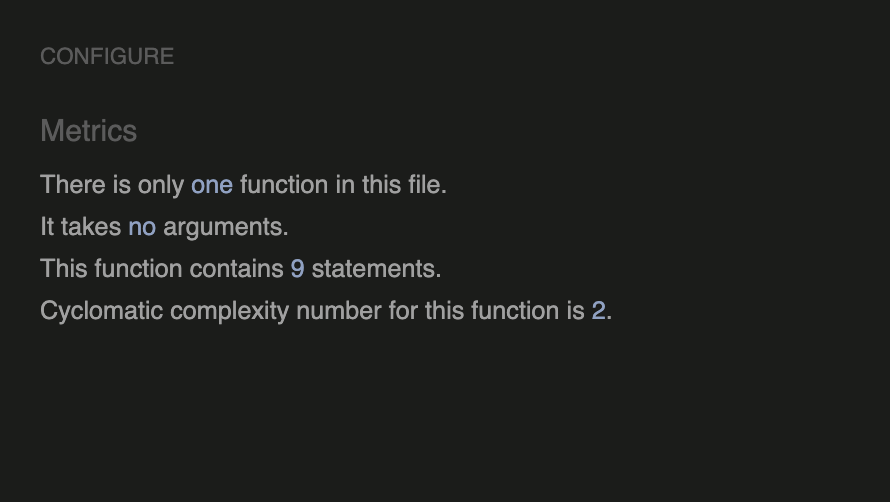 CONFIGURE
Metrics
There is only one function in this file.
It takes no arguments.
This function contains 9 statements.
Cyclomatic complexity number for this function is 2.